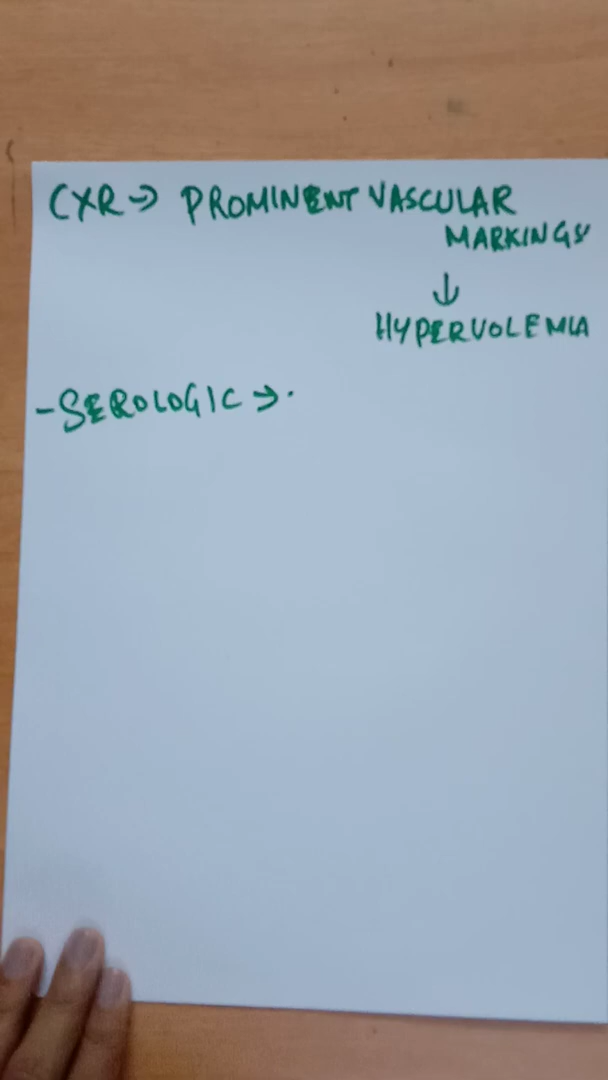 CXR → PROMINENT VASCULAR
MARKINGS
↓
HYPERVOLEMIA
- SEROLOGIC → ·